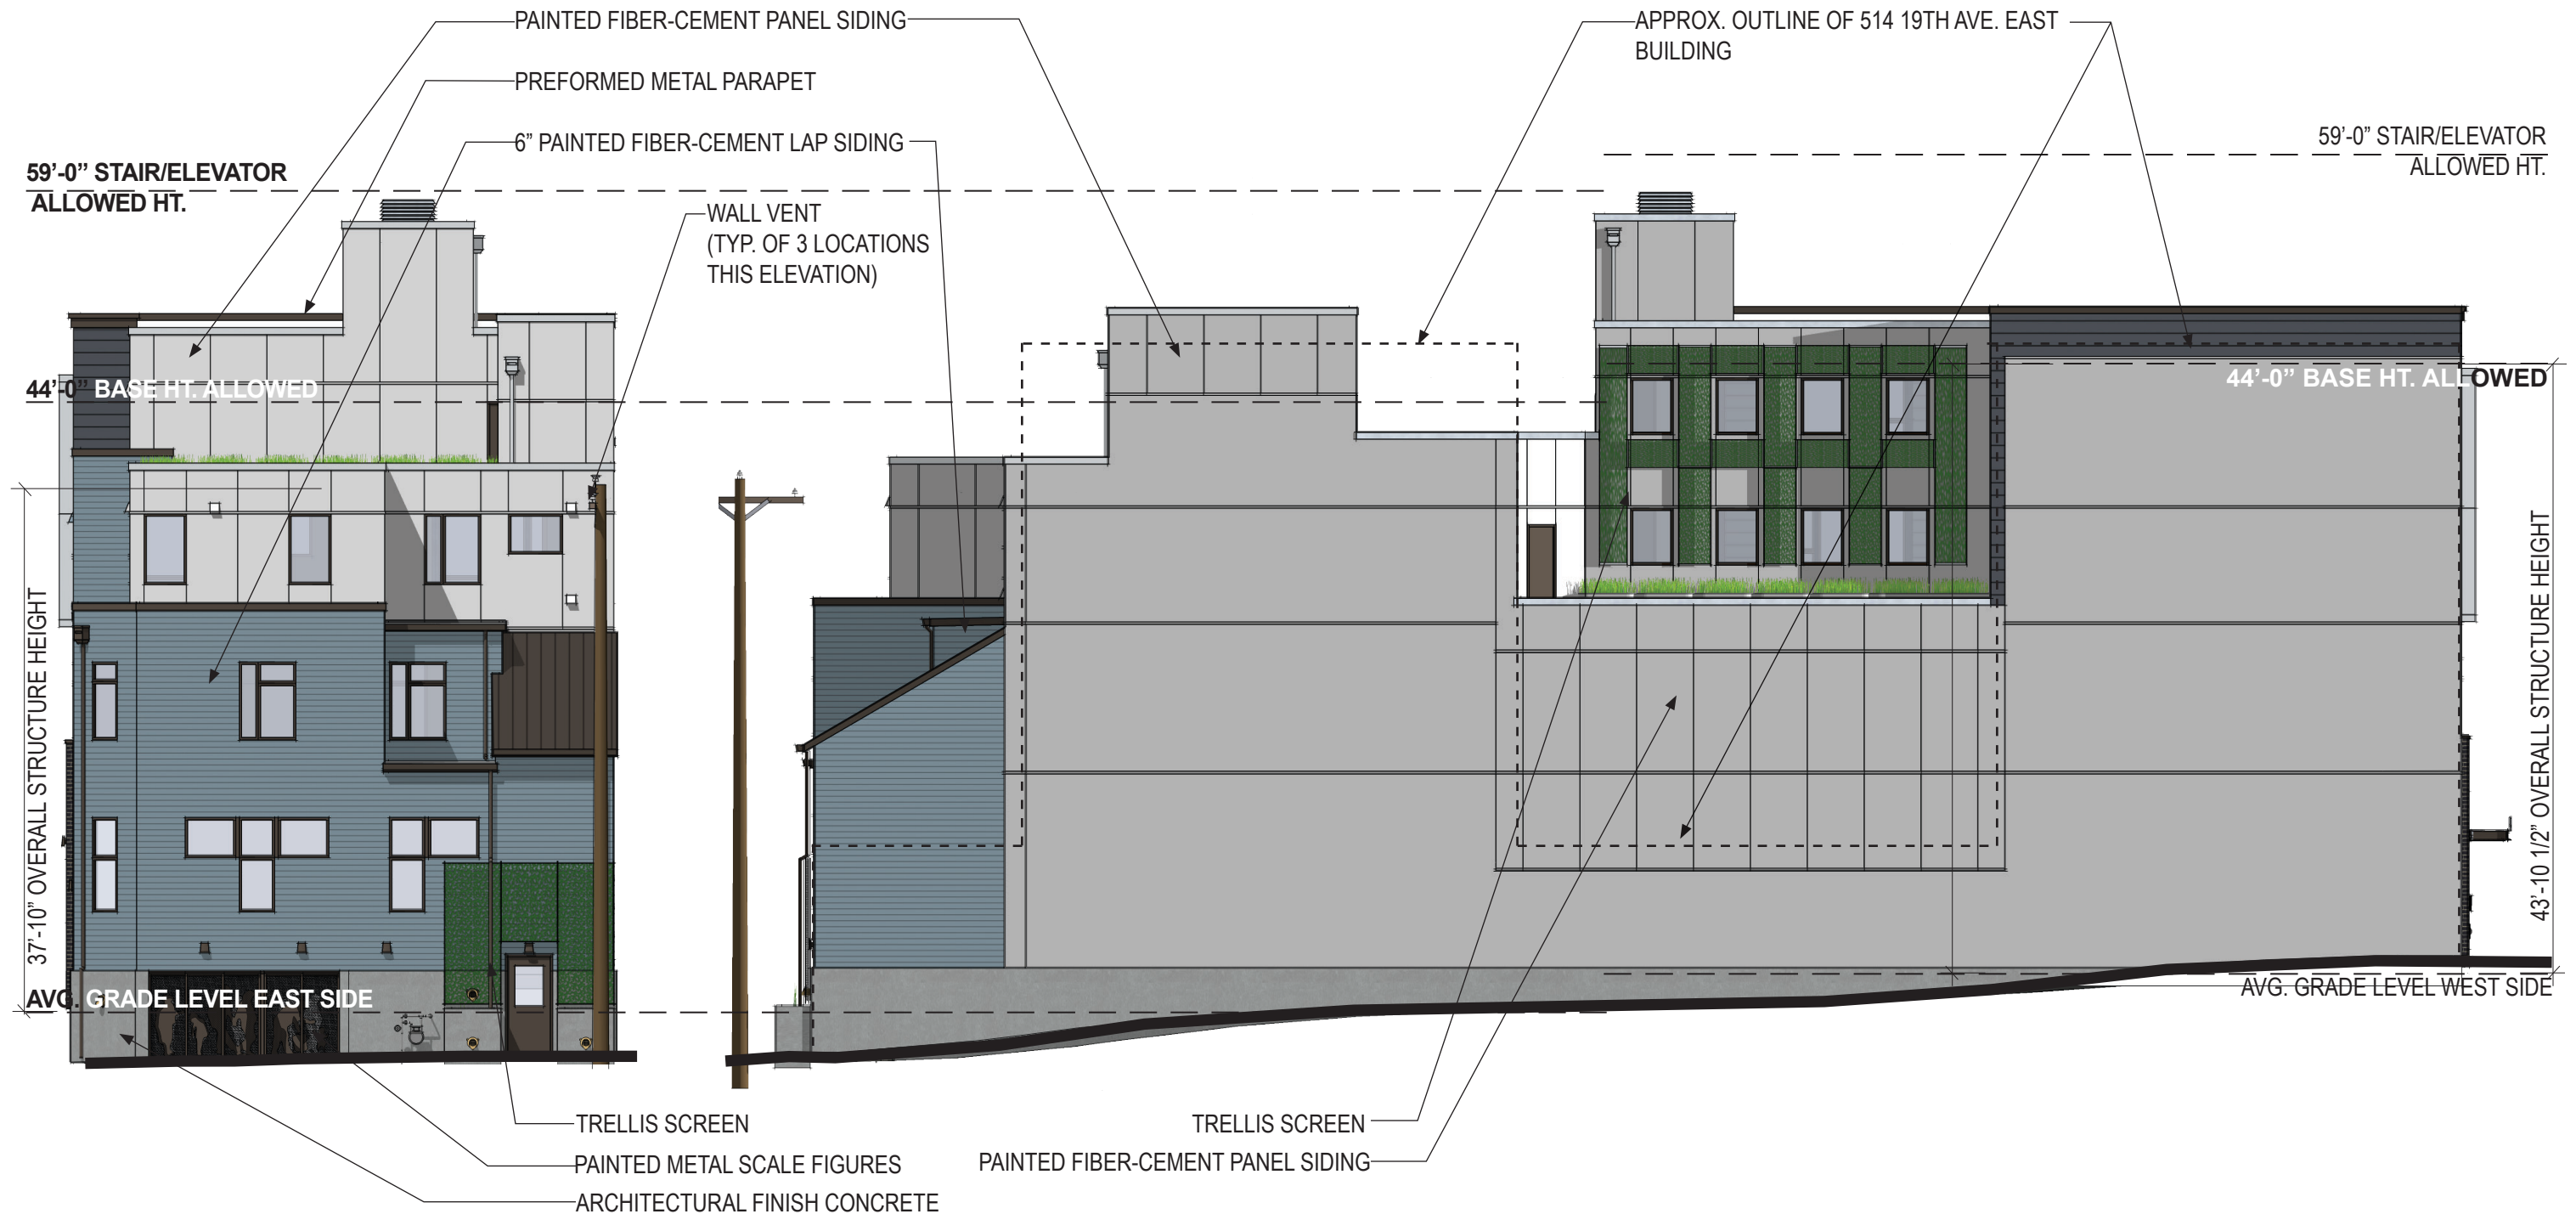 PAINTED FIBER-CEMENT PANEL SIDING
APPROX. OUTLINE OF 514 19TH AVE. EAST
BUILDING
PREFORMED METAL PARAPET
6” PAINTED FIBER-CEMENT LAP SIDING
59’-0” STAIR/ELEVATOR
ALLOWED HT.
59’-0” STAIR/ELEVATOR
ALLOWED HT.
WALL VENT
(TYP. OF 3 LOCATIONS
THIS ELEVATION)
44’-0” BASE HT. ALLOWED
44’-0” BASE HT. ALLOWED
37’-10” OVERALL STRUCTURE HEIGHT
43’-10 1/2” OVERALL STRUCTURE HEIGHT
AVG. GRADE LEVEL EAST SIDE
AVG. GRADE LEVEL WEST SIDE
TRELLIS SCREEN
TRELLIS SCREEN
PAINTED METAL SCALE FIGURES
PAINTED FIBER-CEMENT PANEL SIDING
ARCHITECTURAL FINISH CONCRETE